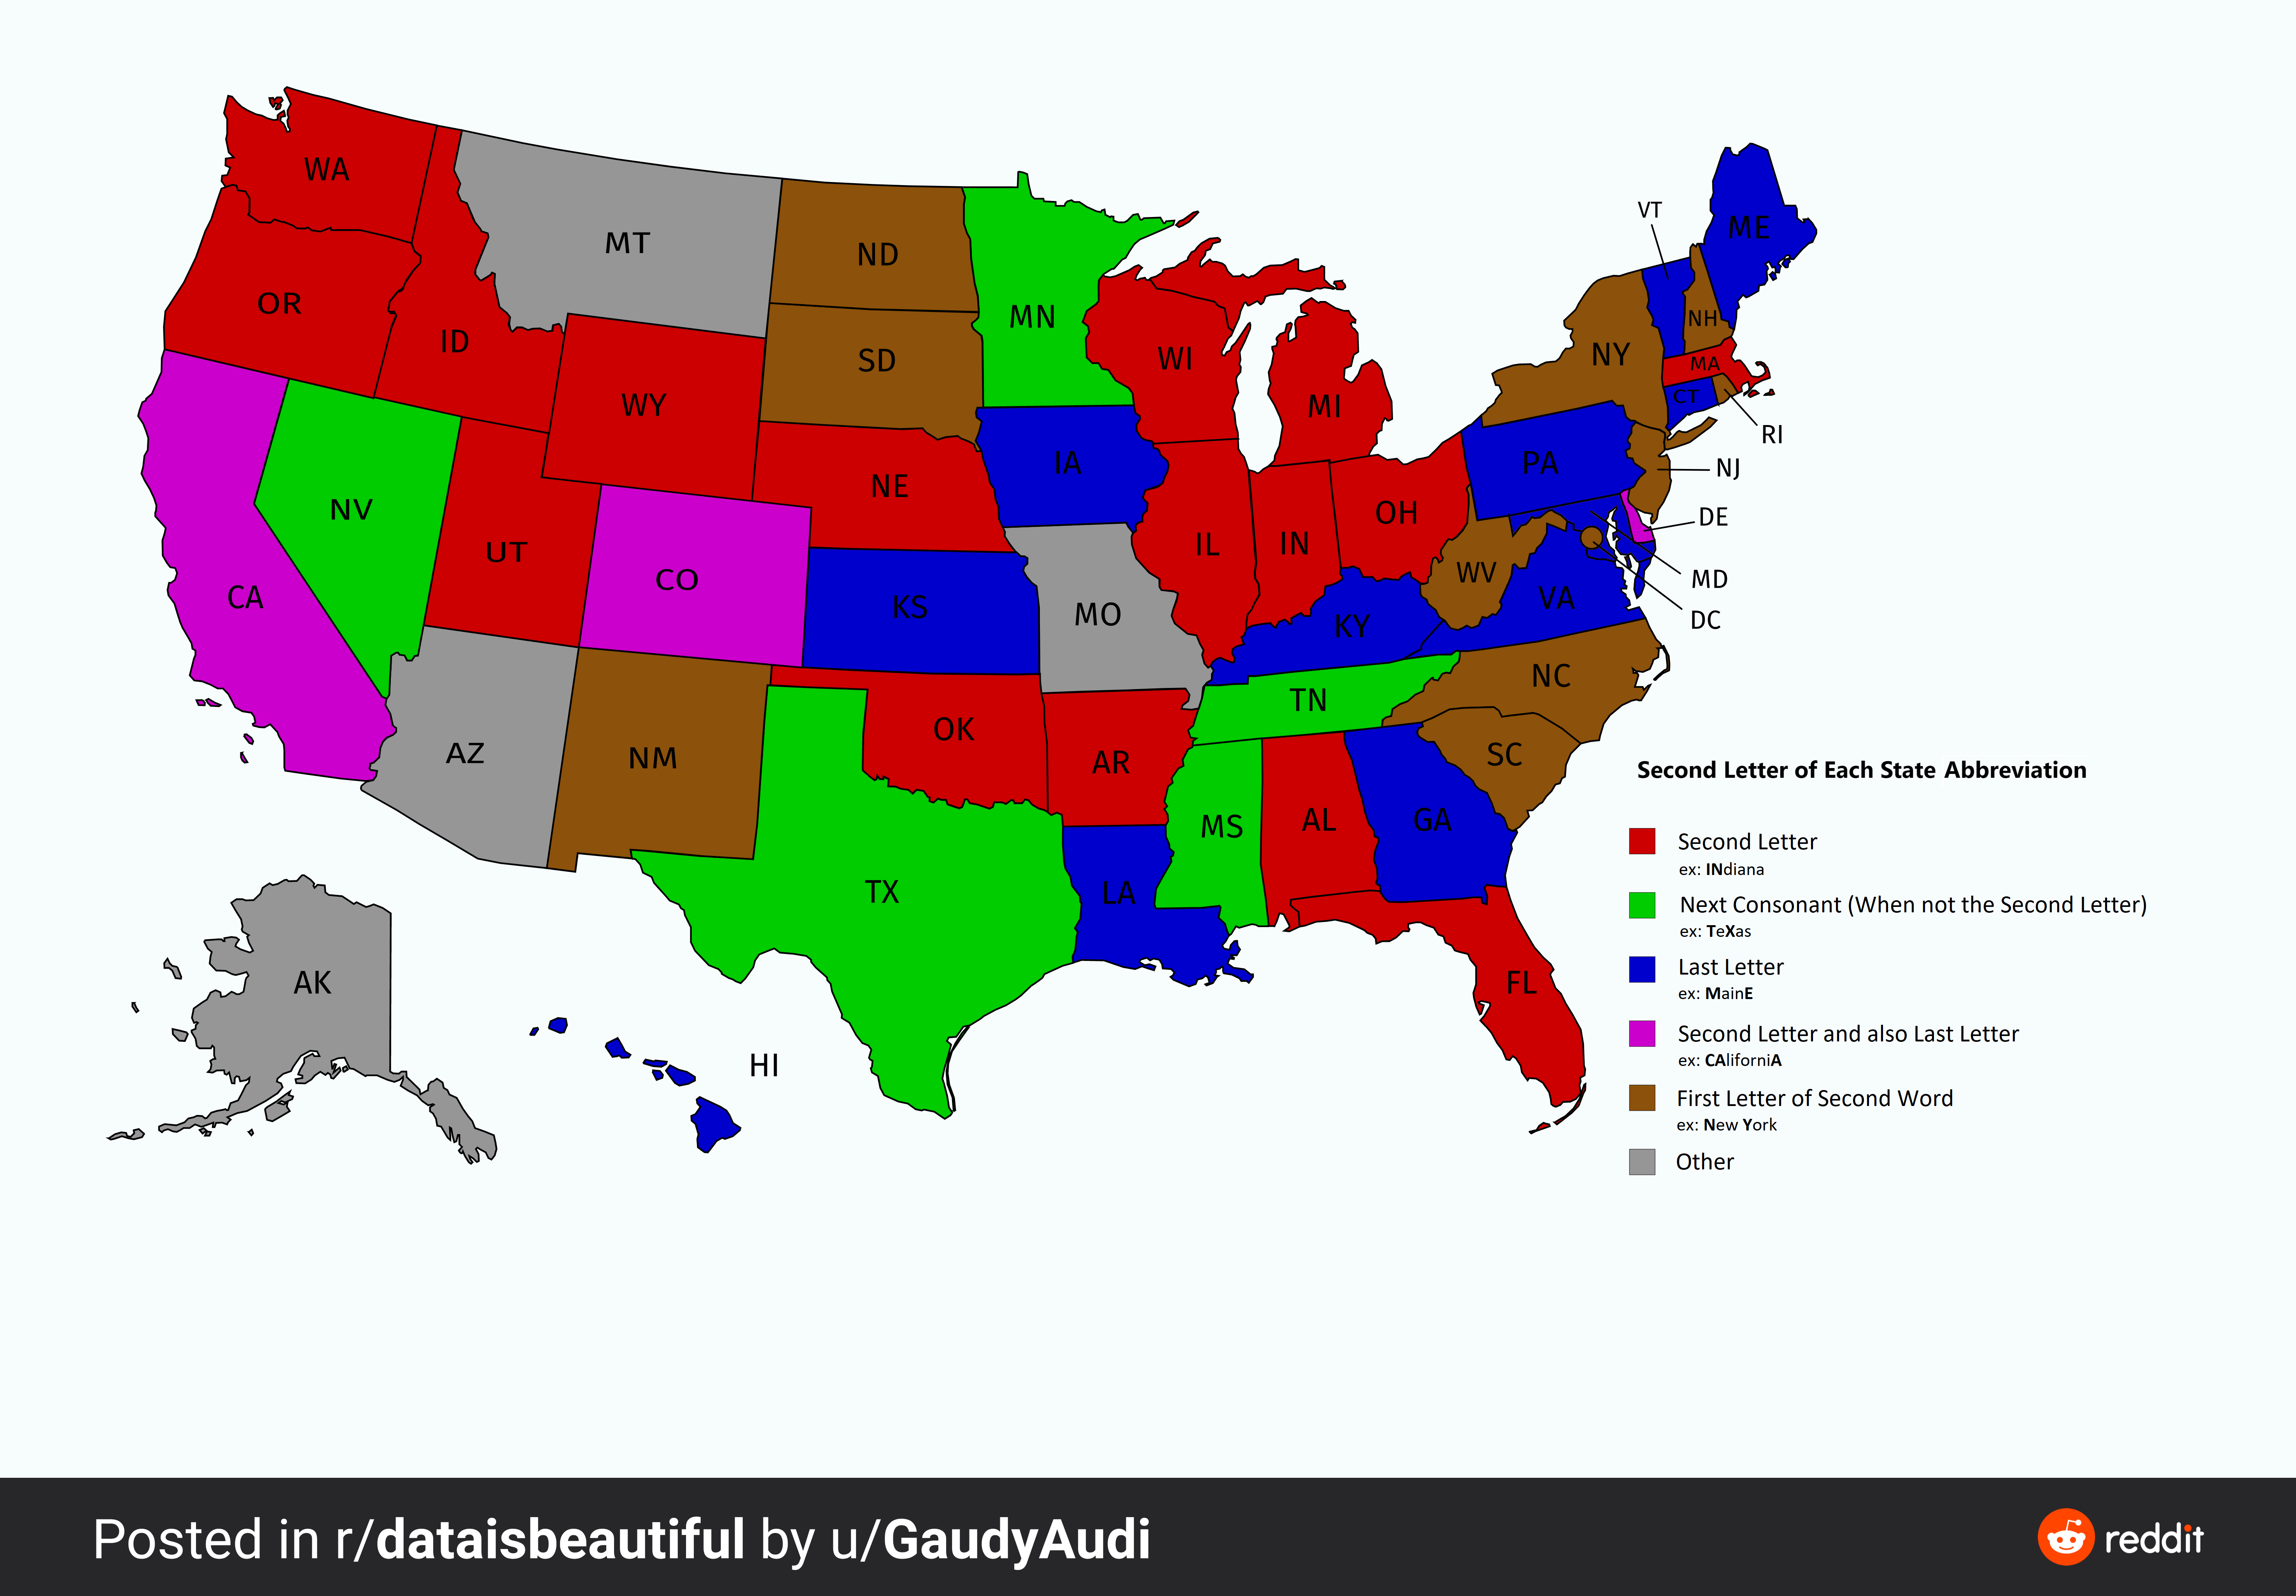 WA
MT
ND
MN
VT
ME
OR
ID
SD
WI
MI
NY
NH
MA
CT
RI
WY
NE
IA
PA
NJ
NV
UT
CO
KS
MO
IL
IN
OH
WV
VA
DE
MD
DC
CA
KY
AZ
NM
OK
AR
TN
NC
SC
TX
LA
MS
AL
GA
FL
AK
HI
Second Letter of Each State Abbreviation
Second Letter
ex: INdiana
Next Consonant (When not the Second Letter)
ex: TeXas
Last Letter
ex: MainE
Second Letter and also Last Letter
ex: CAliforniA
First Letter of Second Word
ex: New York
Other
Posted in r/dataisbeautiful by u/GaudyAudi
reddit